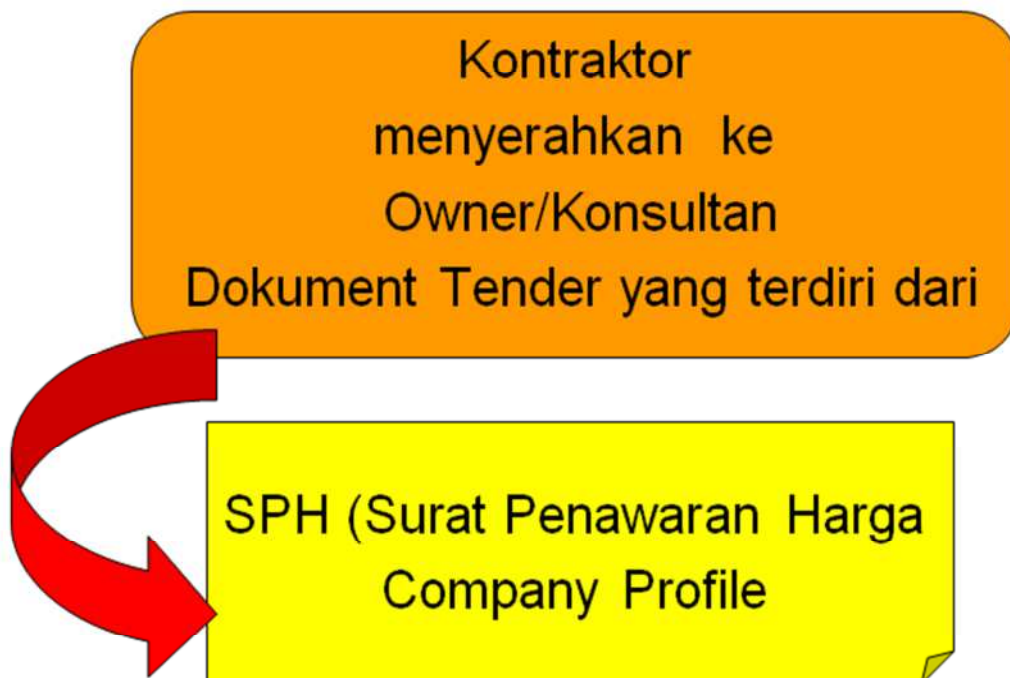 Kontraktor
menyerahkan ke
Owner/Konsultan
Dokument Tender yang terdiri dari
SPH (Surat Penawaran Harga
Company Profile